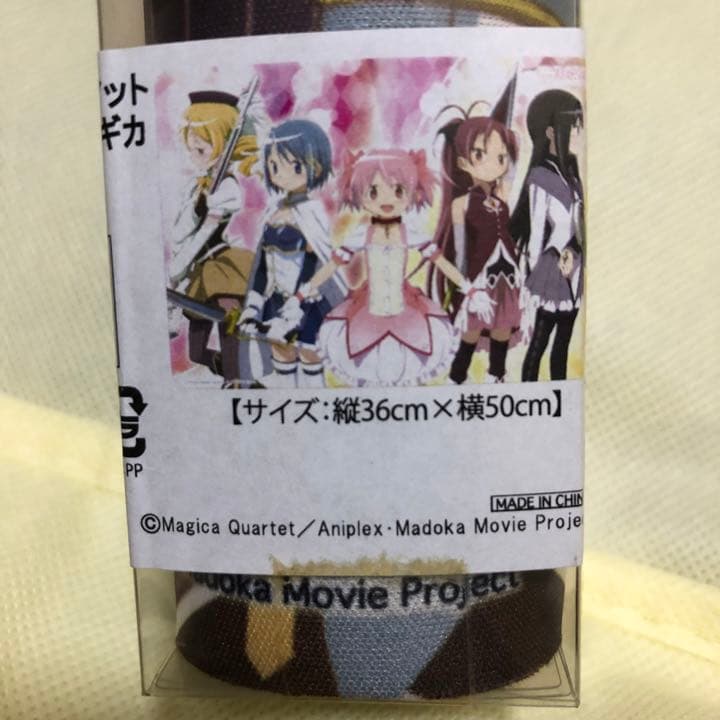 ット
ギカ
【サイズ:縦36cm×横50cm】
PP
MADE IN CHIN
©Magica Quartet／Aniplex・Madoka Movie Proje
adoka Movie Project